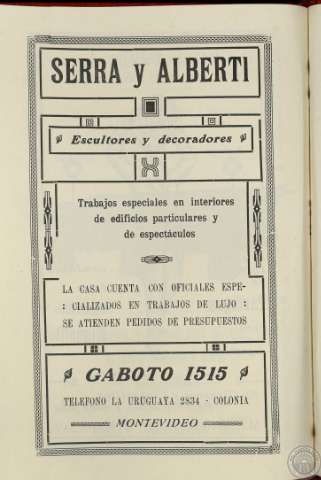 SERRA y ALBERTI
Escultores y decoradores
Trabajos especiales en interiores
de edificios particulares y
de espectáculos
LA CASA CUENTA CON OFICIALES ESPE-
: CIALIZADOS EN TRABAJOS DE LUJO :
SE ATIENDEN PEDIDOS DE PRESUPUESTOS
GABOTO 1515
TELEFONO LA URUGUAYA 2834 - COLONIA
MONTEVIDEO